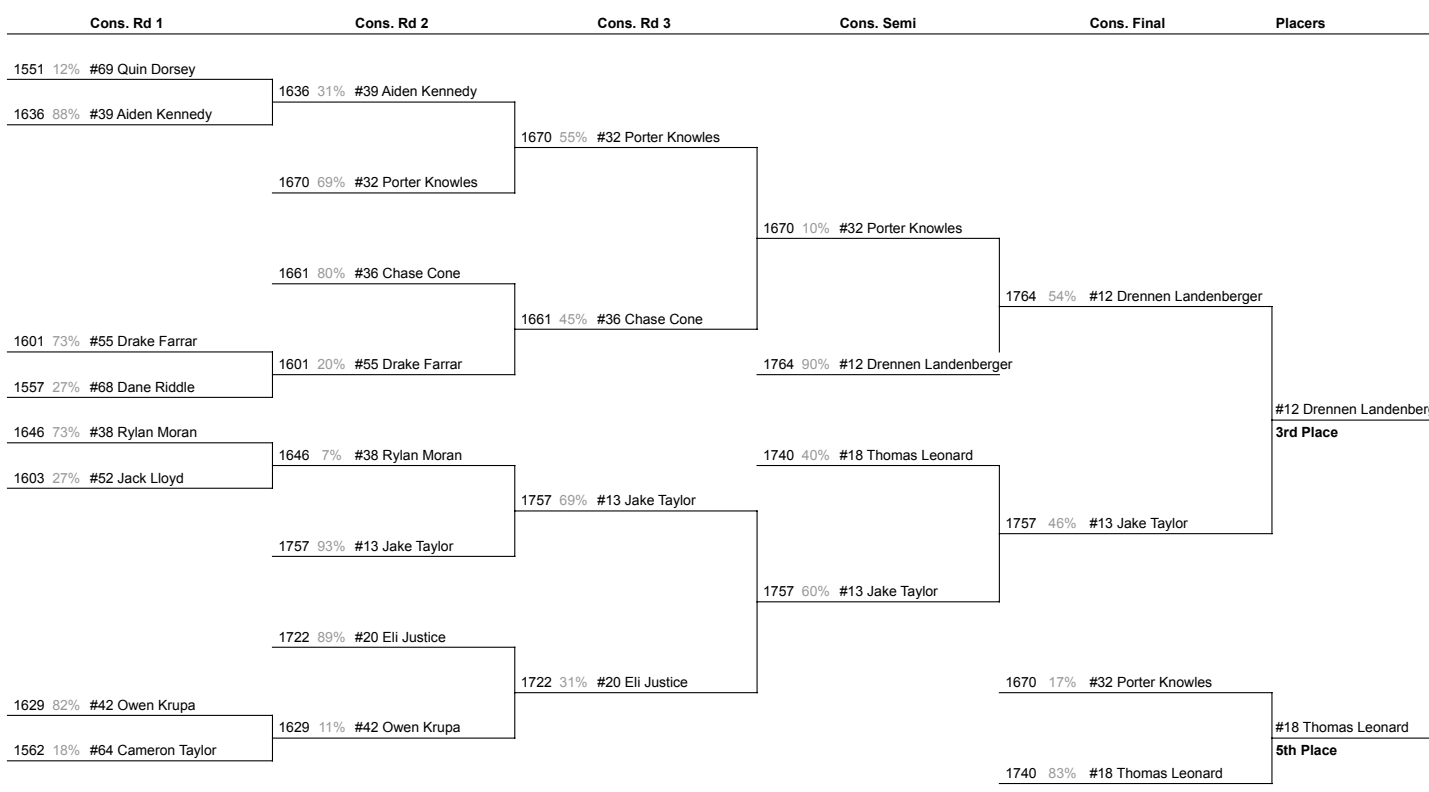 Cons. Rd 1 Cons. Rd 2 Cons. Rd 3 Cons. Semi Cons. Final Placers
1551 12% #69 Quin Dorsey
1636 31% #39 Aiden Kennedy
1636 88% #39 Aiden Kennedy
1670 55% #32 Porter Knowles
1670 69% #32 Porter Knowles
1670 10% #32 Porter Knowles
1661 80% #36 Chase Cone
1764 54% #12 Drennen Landenberger
1661 45% #36 Chase Cone
1601 73% #55 Drake Farrar
1601 20% #55 Drake Farrar
1764 90% #12 Drennen Landenberger
1557 27% #68 Dane Riddle
#12 Drennen Landenberg
1646 73% #38 Rylan Moran
3rd Place
1646 7% #38 Rylan Moran
1740 40% #18 Thomas Leonard
1603 27% #52 Jack Lloyd
1757 69% #13 Jake Taylor
1757 46% #13 Jake Taylor
1757 93% #13 Jake Taylor
1757 60% #13 Jake Taylor
1722 89% #20 Eli Justice
1722 31% #20 Eli Justice
1670 17% #32 Porter Knowles
1629 82% #42 Owen Krupa
1629 11% #42 Owen Krupa
#18 Thomas Leonard
1562 18% #64 Cameron Taylor
5th Place
1740 83% #18 Thomas Leonard